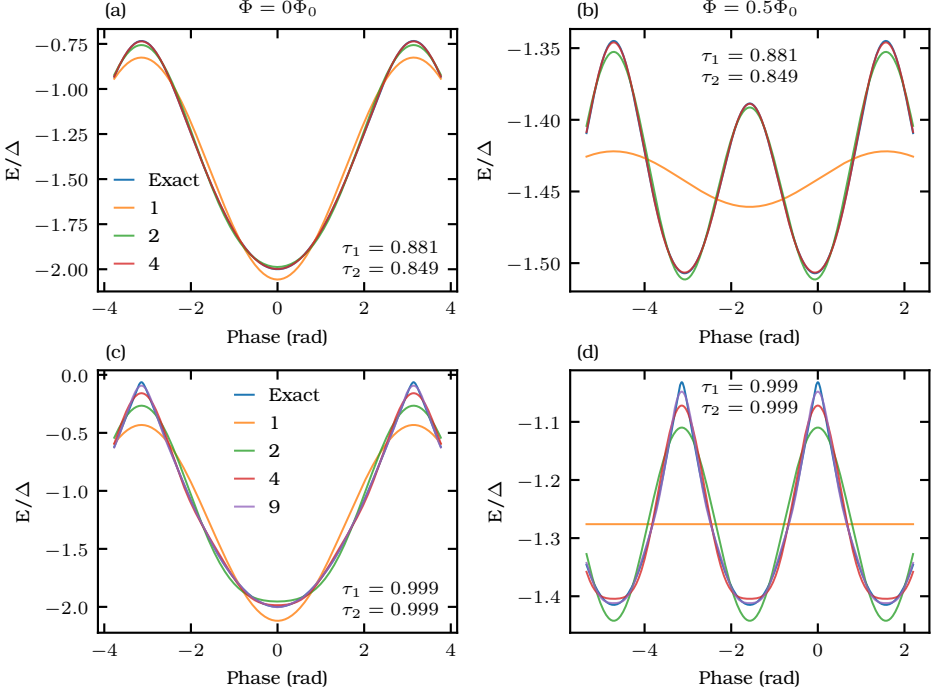 Φ = 0Φ₀
Φ = 0.5Φ₀
(a)
E/Δ
−0.75
−1.00
−1.25
−1.50
−1.75
−2.00
Exact
1
2
4
τ₁ = 0.881
τ₂ = 0.849
−4
−2
0
2
4
Phase (rad)
(b)
E/Δ
−1.35
−1.40
−1.45
−1.50
τ₁ = 0.881
τ₂ = 0.849
−4
−2
0
2
Phase (rad)
(c)
E/Δ
0.0
−0.5
−1.0
−1.5
−2.0
Exact
1
2
4
9
τ₁ = 0.999
τ₂ = 0.999
−4
−2
0
2
4
Phase (rad)
(d)
E/Δ
−1.1
−1.2
−1.3
−1.4
τ₁ = 0.999
τ₂ = 0.999
−4
−2
0
2
Phase (rad)